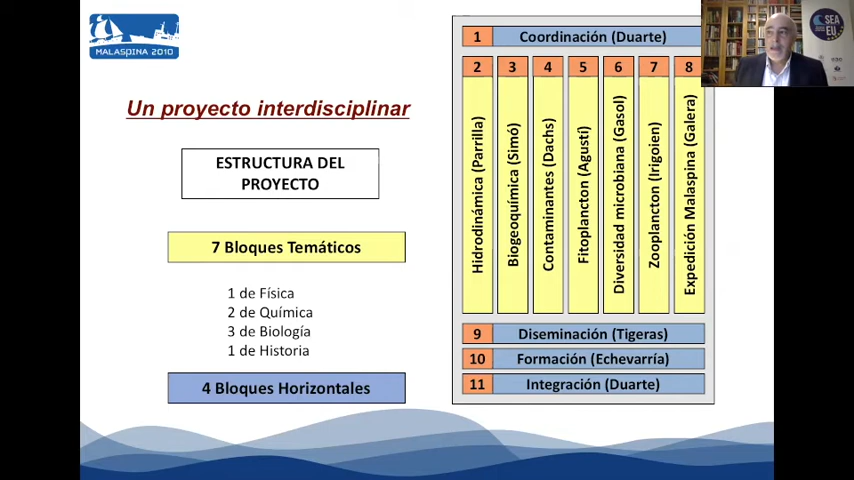 MALASPINA 2010
Un proyecto interdisciplinar
ESTRUCTURA DEL
PROYECTO
7 Bloques Temáticos
1 de Física
2 de Química
3 de Biología
1 de Historia
4 Bloques Horizontales
1 Coordinación (Duarte)
2 Hidrodinámica (Parrilla)
3 Biogeoquímica (Simó)
4 Contaminantes (Dachs)
5 Fitoplancton (Agustí)
6 Diversidad microbiana (Gasol)
7 Zooplancton (Irigoien)
8 Expedición Malaspina (Galera)
9 Diseminación (Tigeras)
10 Formación (Echevarría)
11 Integración (Duarte)
SEA
EU